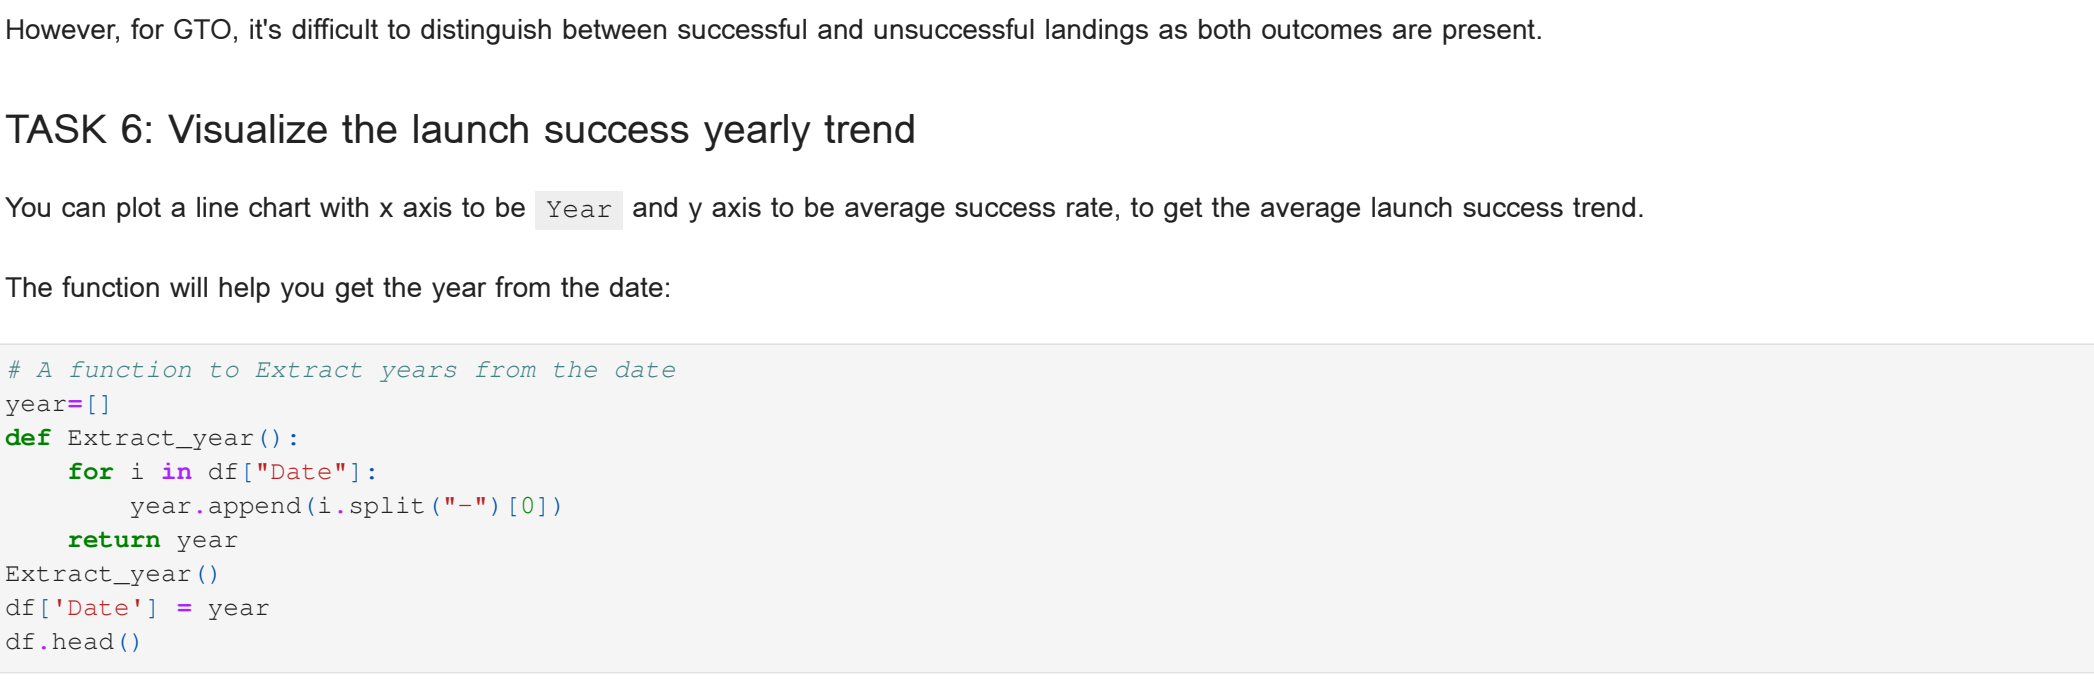 However, for GTO, it's difficult to distinguish between successful and unsuccessful landings as both outcomes are present.
TASK 6: Visualize the launch success yearly trend
You can plot a line chart with x axis to be Year and y axis to be average success rate, to get the average launch success trend.
The function will help you get the year from the date:
# A function to Extract years from the date
year=[]
def Extract_year():
    for i in df["Date"]:
        year.append(i.split("-")[0])
    return year
Extract_year()
df['Date'] = year
df.head()